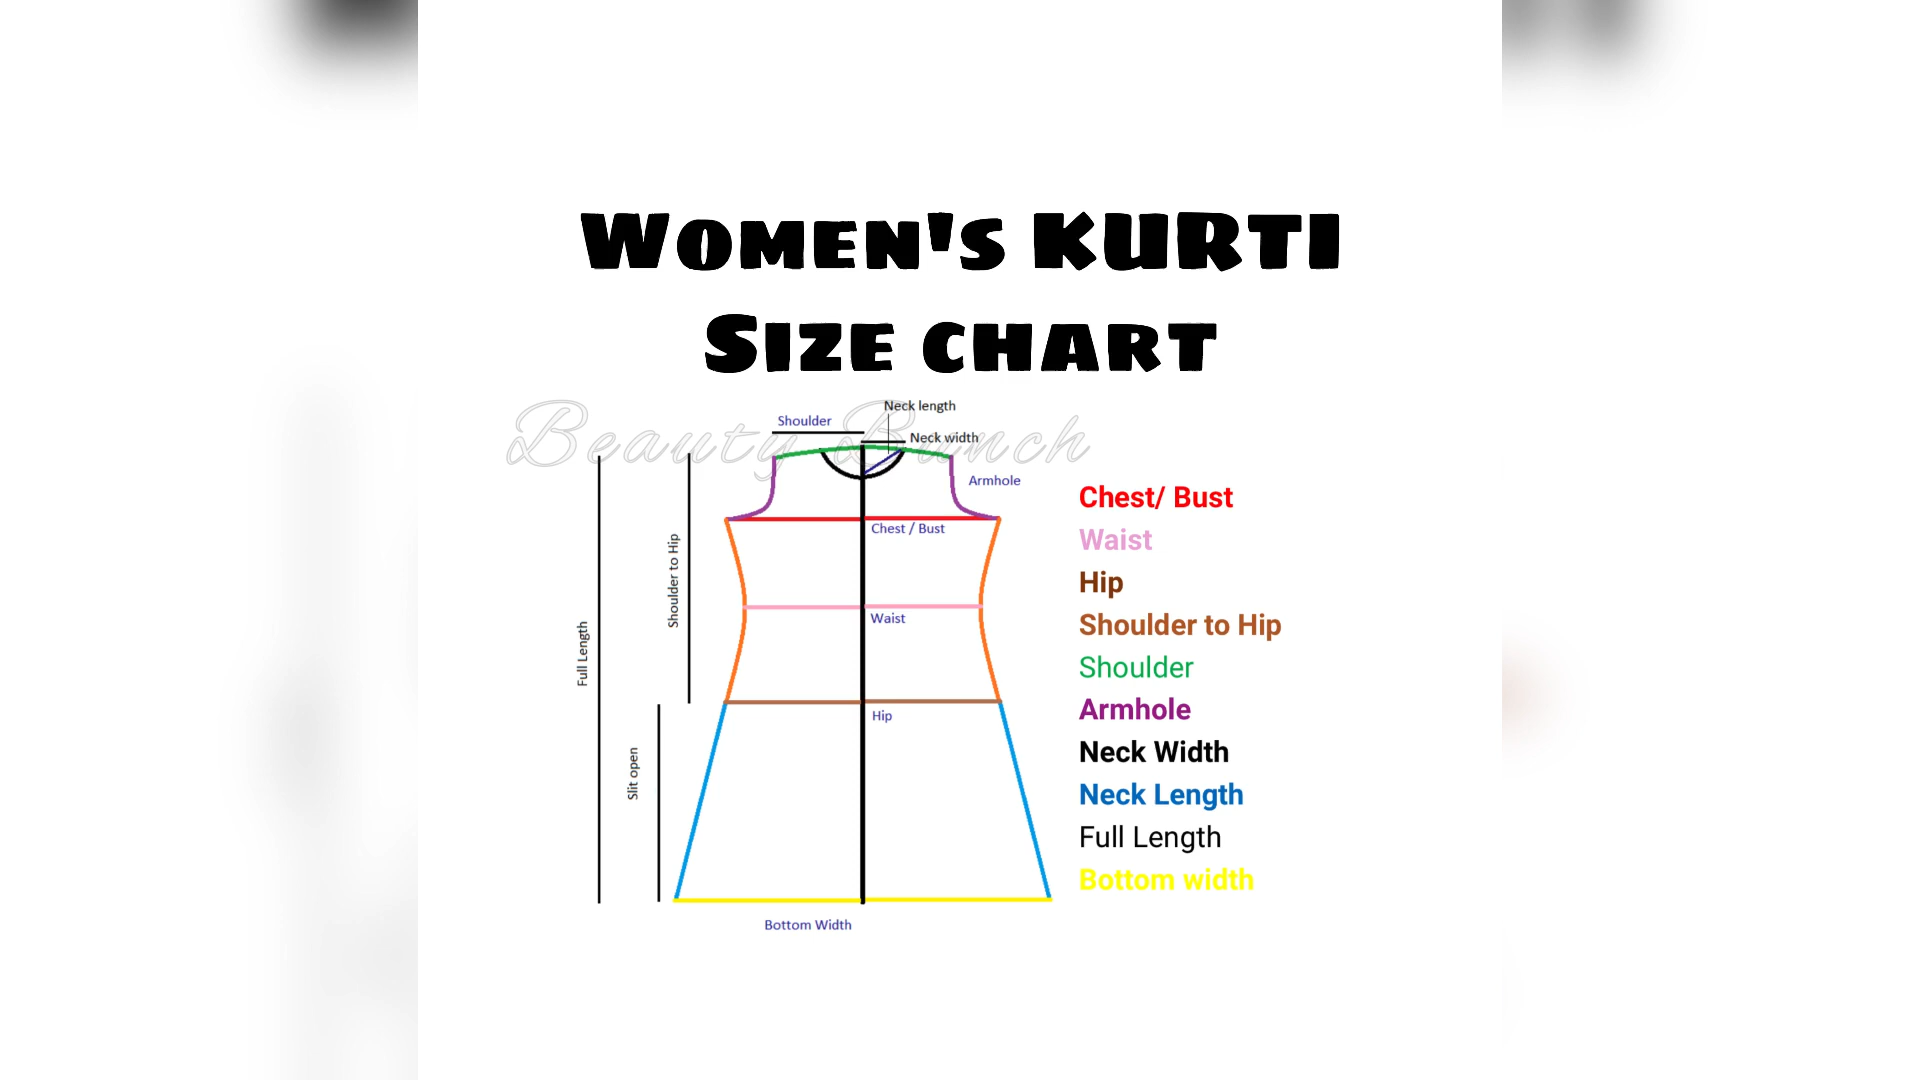 Women's KURTI
Size chart
Beauty Bunch
Neck length
Shoulder
Neck width
Armhole
Chest / Bust
Shoulder to Hip
Waist
Full Length
Hip
Slit open
Bottom Width
Chest/ Bust
Waist
Hip
Shoulder to Hip
Shoulder
Armhole
Neck Width
Neck Length
Full Length
Bottom width